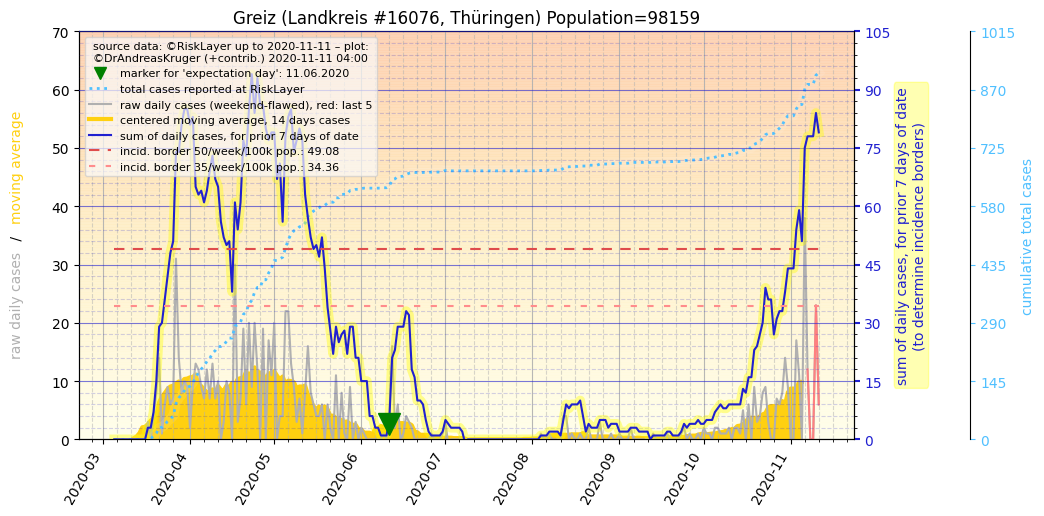 Greiz (Landkreis #16076, Thüringen) Population=98159
source data: ©RiskLayer up to 2020-11-11 – plot:
©DrAndreasKruger (+contrib.) 2020-11-11 04:00
marker for 'expectation day': 11.06.2020
total cases reported at RiskLayer
raw daily cases (weekend-flawed), red: last 5
centered moving average, 14 days cases
sum of daily cases, for prior 7 days of date
incid. border 50/week/100k pop.: 49.08
incid. border 35/week/100k pop.: 34.36
raw daily cases / moving average
70
60
50
40
30
20
10
0
2020-03
2020-04
2020-05
2020-06
2020-07
2020-08
2020-09
2020-10
2020-11
105
90
75
60
45
30
15
0
sum of daily cases, for prior 7 days of date
(to determine incidence borders)
1015
870
725
580
435
290
145
0
cumulative total cases